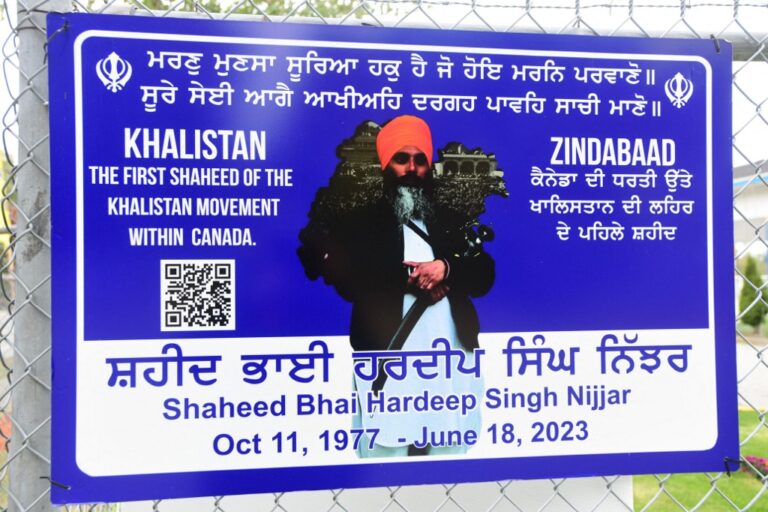 ਮਰਣੁ ਮੁਣਸਾ ਸੂਰਿਆ ਹਕੁ ਹੈ ਜੋ ਹੋਇ ਮਰਨਿ ਪਰਵਾਣੋ॥
ਸੂਰੇ ਸੇਈ ਆਗੈ ਆਖੀਅਹਿ ਦਰਗਹ ਪਾਵਹਿ ਸਾਚੀ ਮਾਣੋ॥
KHALISTAN
THE FIRST SHAHEED OF THE
KHALISTAN MOVEMENT
WITHIN CANADA.
ZINDABAAD
ਕੈਨੇਡਾ ਦੀ ਧਰਤੀ ਉੱਤੇ
ਖਾਲਿਸਤਾਨ ਦੀ ਲਹਿਰ
ਦੇ ਪਹਿਲੇ ਸ਼ਹੀਦ
ਸ਼ਹੀਦ ਭਾਈ ਹਰਦੀਪ ਸਿੰਘ ਨਿੱਝਰ
Shaheed Bhai Hardeep Singh Nijjar
Oct 11, 1977 - June 18, 2023